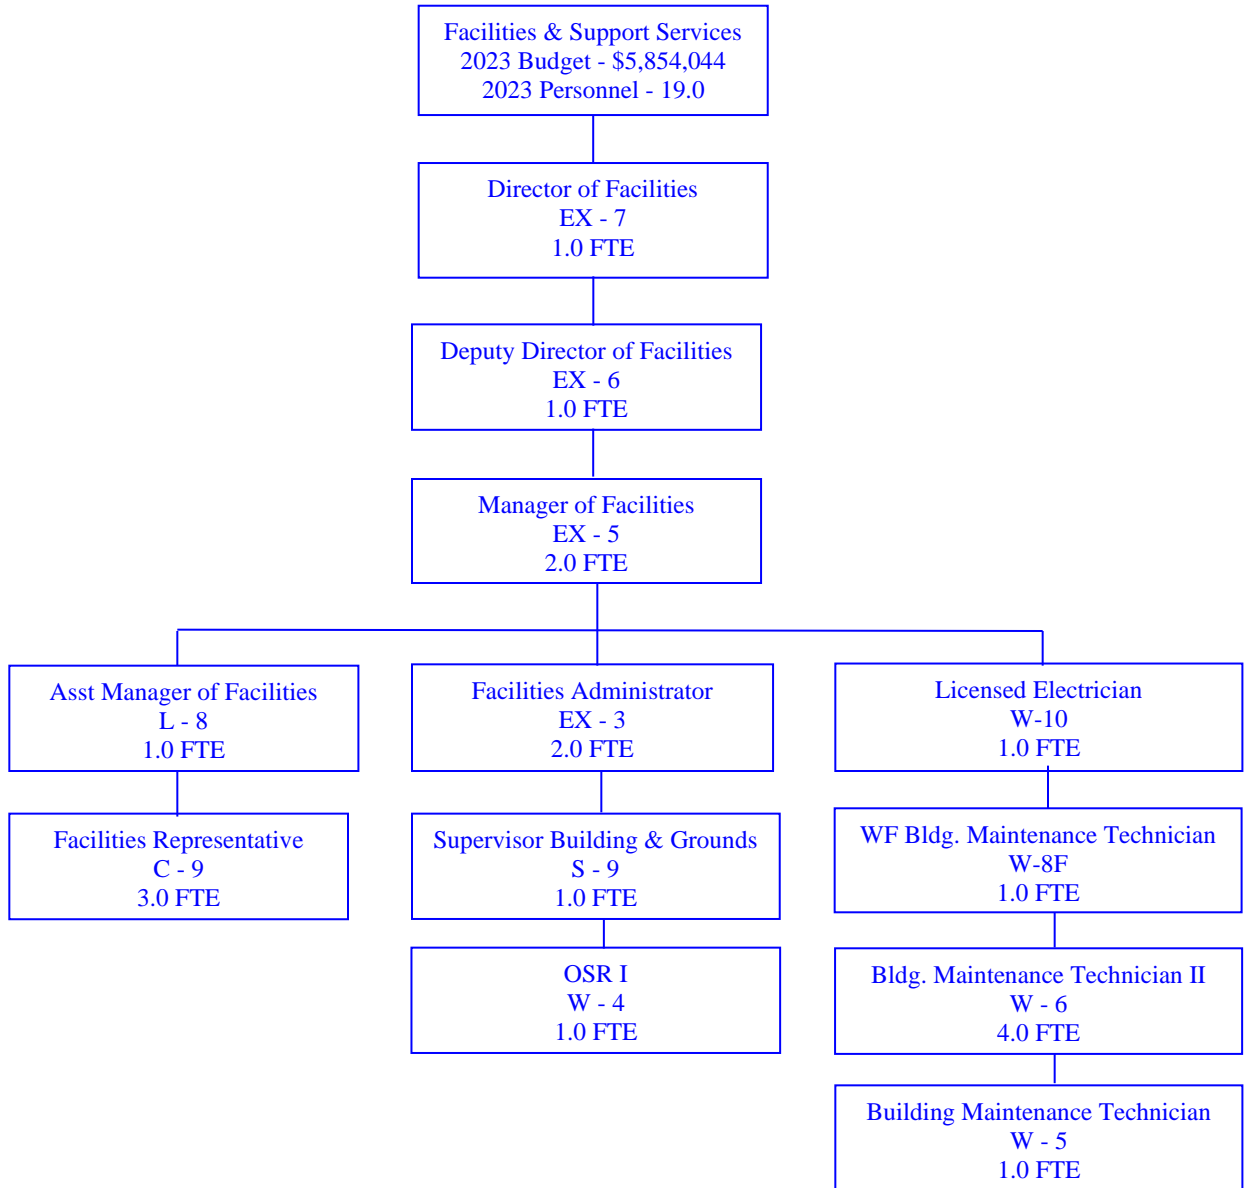 Facilities & Support Services
2023 Budget - $5,854,044
2023 Personnel - 19.0
Director of Facilities
EX - 7
1.0 FTE
Deputy Director of Facilities
EX - 6
1.0 FTE
Manager of Facilities
EX - 5
2.0 FTE
Asst Manager of Facilities
L - 8
1.0 FTE
Facilities Representative
C - 9
3.0 FTE
Facilities Administrator
EX - 3
2.0 FTE
Supervisor Building & Grounds
S - 9
1.0 FTE
OSR I
W - 4
1.0 FTE
Licensed Electrician
W-10
1.0 FTE
WF Bldg. Maintenance Technician
W-8F
1.0 FTE
Bldg. Maintenance Technician II
W - 6
4.0 FTE
Building Maintenance Technician
W - 5
1.0 FTE